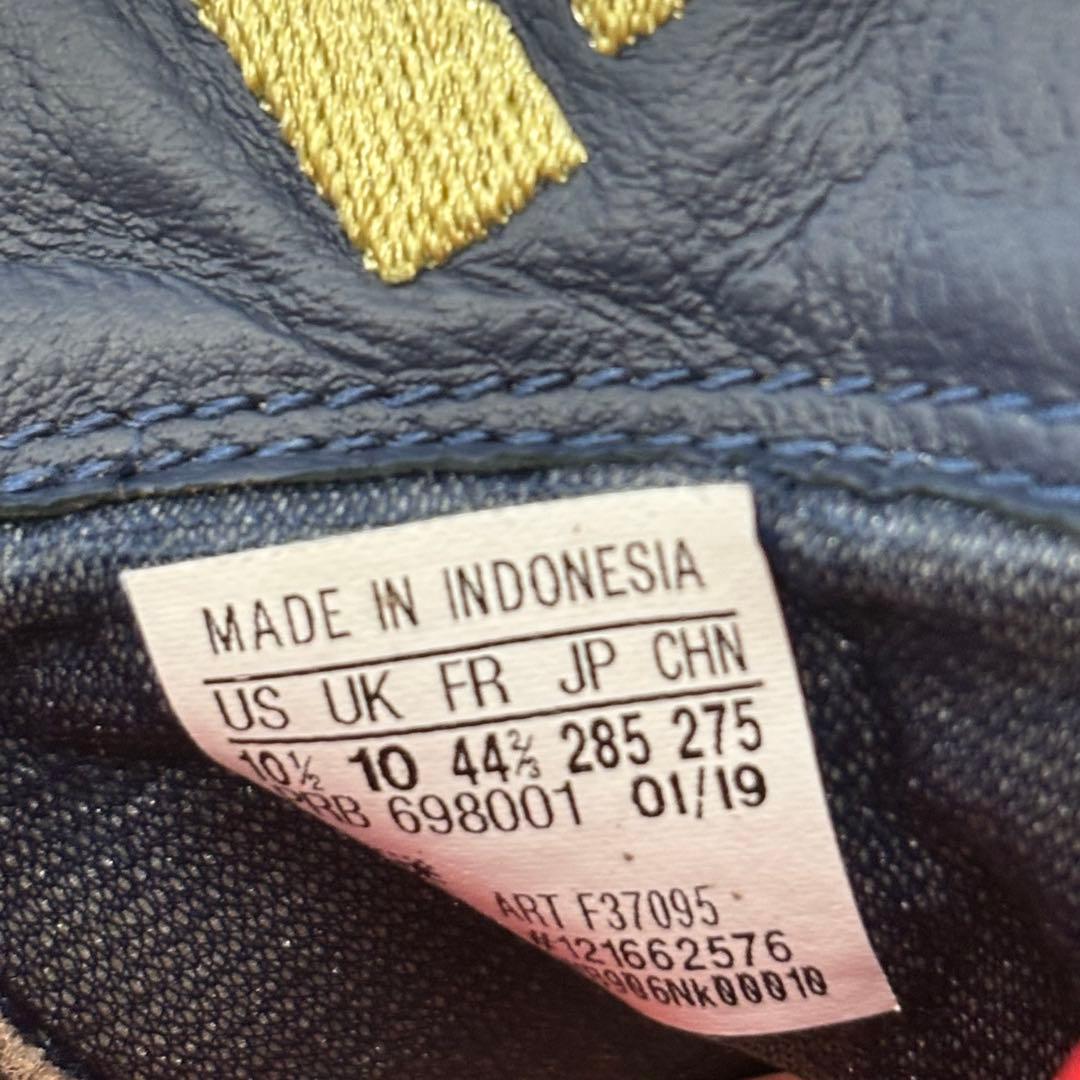 MADE IN INDONESIA
US UK FR JP CHN
10½ 10 44⅔ 285 275
698001 01/19
ART F37095
#121662576
906Nk00010